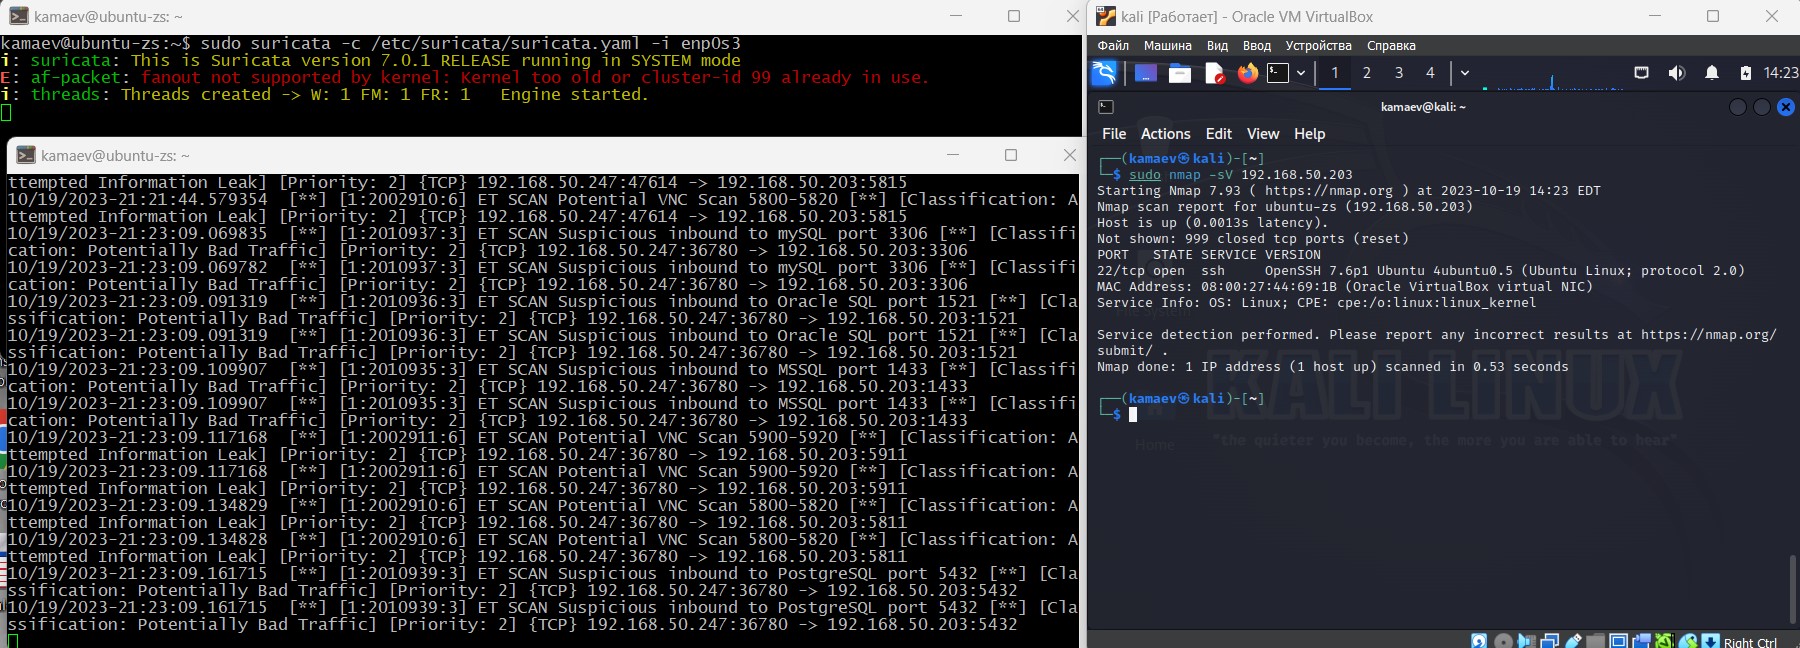 kamaev@ubuntu-zs: ~
kamaev@ubuntu-zs:~$ sudo suricata -c /etc/suricata/suricata.yaml -i enp0s3
i: suricata: This is Suricata version 7.0.1 RELEASE running in SYSTEM mode
E: af-packet: fanout not supported by kernel: Kernel too old or cluster-id 99 already in use.
i: threads: Threads created -> W: 1 FM: 1 FR: 1   Engine started.
kamaev@ubuntu-zs: ~
ttempted Information Leak] [Priority: 2] {TCP} 192.168.50.247:47614 -> 192.168.50.203:5815
10/19/2023-21:21:44.579354  [**] [1:2002910:6] ET SCAN Potential VNC Scan 5800-5820 [**] [Classification: A
ttempted Information Leak] [Priority: 2] {TCP} 192.168.50.247:47614 -> 192.168.50.203:5815
10/19/2023-21:23:09.069835  [**] [1:2010937:3] ET SCAN Suspicious inbound to mySQL port 3306 [**] [Classifi
cation: Potentially Bad Traffic] [Priority: 2] {TCP} 192.168.50.247:36780 -> 192.168.50.203:3306
10/19/2023-21:23:09.069782  [**] [1:2010937:3] ET SCAN Suspicious inbound to mySQL port 3306 [**] [Classifi
cation: Potentially Bad Traffic] [Priority: 2] {TCP} 192.168.50.247:36780 -> 192.168.50.203:3306
10/19/2023-21:23:09.091319  [**] [1:2010936:3] ET SCAN Suspicious inbound to Oracle SQL port 1521 [**] [Cla
ssification: Potentially Bad Traffic] [Priority: 2] {TCP} 192.168.50.247:36780 -> 192.168.50.203:1521
10/19/2023-21:23:09.091319  [**] [1:2010936:3] ET SCAN Suspicious inbound to Oracle SQL port 1521 [**] [Cla
ssification: Potentially Bad Traffic] [Priority: 2] {TCP} 192.168.50.247:36780 -> 192.168.50.203:1521
10/19/2023-21:23:09.109907  [**] [1:2010935:3] ET SCAN Suspicious inbound to MSSQL port 1433 [**] [Classifi
cation: Potentially Bad Traffic] [Priority: 2] {TCP} 192.168.50.247:36780 -> 192.168.50.203:1433
10/19/2023-21:23:09.109907  [**] [1:2010935:3] ET SCAN Suspicious inbound to MSSQL port 1433 [**] [Classifi
cation: Potentially Bad Traffic] [Priority: 2] {TCP} 192.168.50.247:36780 -> 192.168.50.203:1433
10/19/2023-21:23:09.117168  [**] [1:2002911:6] ET SCAN Potential VNC Scan 5900-5920 [**] [Classification: A
ttempted Information Leak] [Priority: 2] {TCP} 192.168.50.247:36780 -> 192.168.50.203:5911
10/19/2023-21:23:09.117168  [**] [1:2002911:6] ET SCAN Potential VNC Scan 5900-5920 [**] [Classification: A
ttempted Information Leak] [Priority: 2] {TCP} 192.168.50.247:36780 -> 192.168.50.203:5911
10/19/2023-21:23:09.134829  [**] [1:2002910:6] ET SCAN Potential VNC Scan 5800-5820 [**] [Classification: A
ttempted Information Leak] [Priority: 2] {TCP} 192.168.50.247:36780 -> 192.168.50.203:5811
10/19/2023-21:23:09.134828  [**] [1:2002910:6] ET SCAN Potential VNC Scan 5800-5820 [**] [Classification: A
ttempted Information Leak] [Priority: 2] {TCP} 192.168.50.247:36780 -> 192.168.50.203:5811
10/19/2023-21:23:09.161715  [**] [1:2010939:3] ET SCAN Suspicious inbound to PostgreSQL port 5432 [**] [Cla
ssification: Potentially Bad Traffic] [Priority: 2] {TCP} 192.168.50.247:36780 -> 192.168.50.203:5432
10/19/2023-21:23:09.161715  [**] [1:2010939:3] ET SCAN Suspicious inbound to PostgreSQL port 5432 [**] [Cla
ssification: Potentially Bad Traffic] [Priority: 2] {TCP} 192.168.50.247:36780 -> 192.168.50.203:5432
kali [Работает] - Oracle VM VirtualBox
Файл Машина Вид Ввод Устройства Справка
1 2 3 4 14:23
kamaev@kali: ~
File Actions Edit View Help
(kamaev㉿kali)-[~]
$ sudo nmap -sV 192.168.50.203
Starting Nmap 7.93 ( https://nmap.org ) at 2023-10-19 14:23 EDT
Nmap scan report for ubuntu-zs (192.168.50.203)
Host is up (0.0013s latency).
Not shown: 999 closed tcp ports (reset)
PORT   STATE SERVICE VERSION
22/tcp open  ssh     OpenSSH 7.6p1 Ubuntu 4ubuntu0.5 (Ubuntu Linux; protocol 2.0)
MAC Address: 08:00:27:44:69:1B (Oracle VirtualBox virtual NIC)
Service Info: OS: Linux; CPE: cpe:/o:linux:linux_kernel
File System
Service detection performed. Please report any incorrect results at https://nmap.org/
submit/ .
Nmap done: 1 IP address (1 host up) scanned in 0.53 seconds
KALI LINUX
(kamaev㉿kali)-[~]
$
"the quieter you become, the more you are able to hear"
Home
Right Ctrl